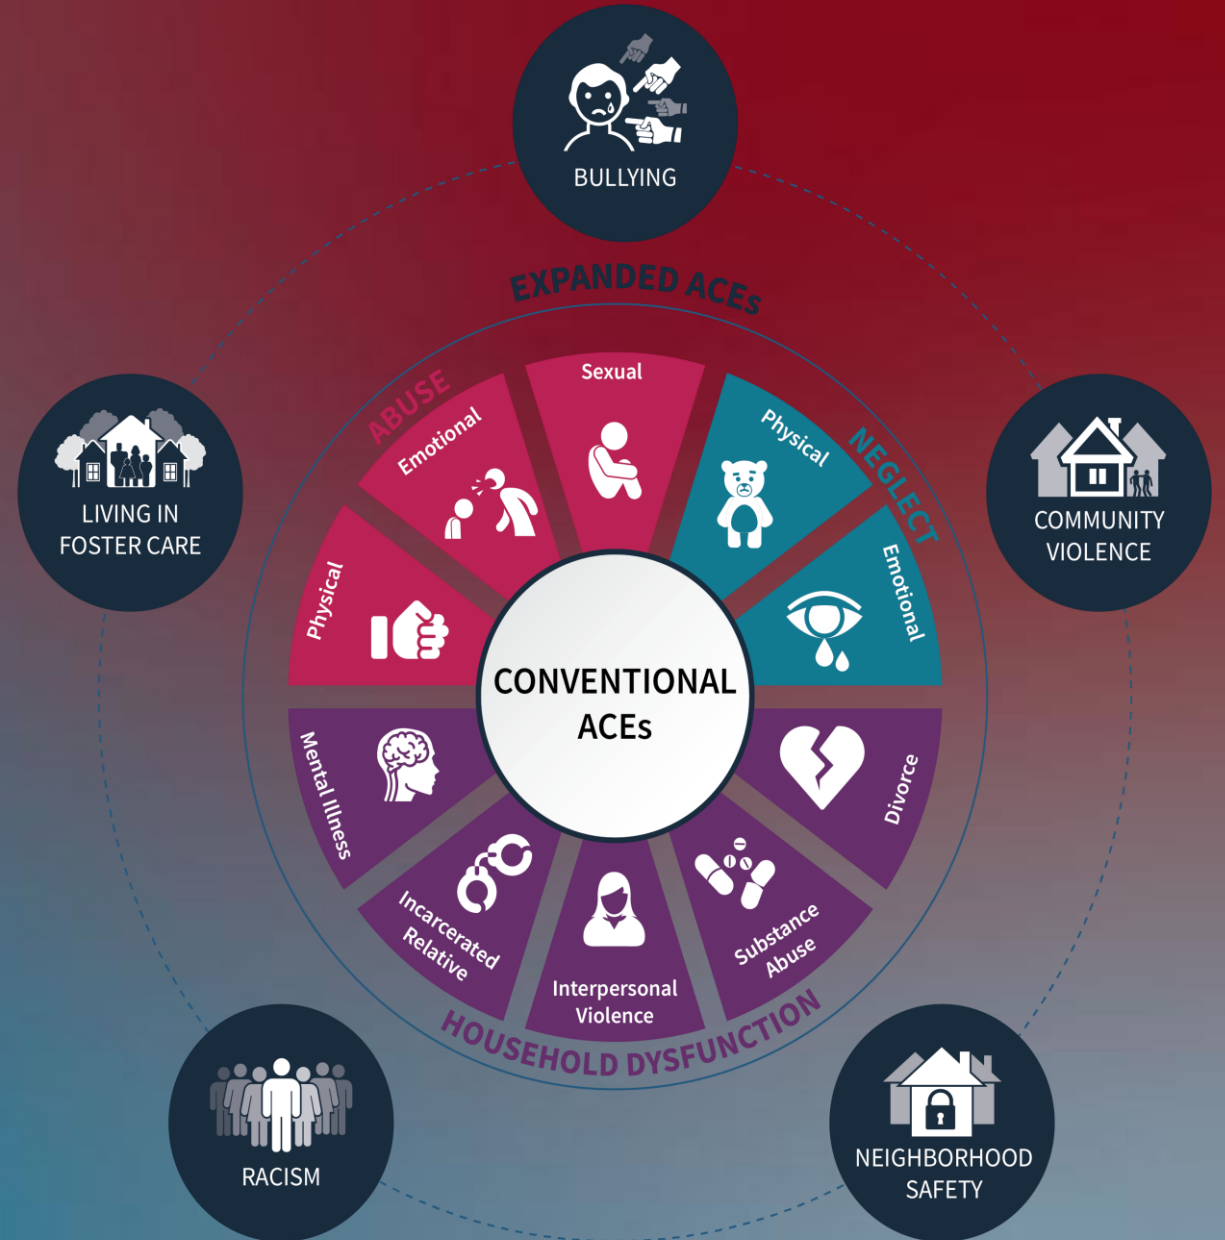 BULLYING
EXPANDED ACEs
ABUSE
Sexual
Emotional
Physical
Physical
NEGLECT
Emotional
LIVING IN
FOSTER CARE
COMMUNITY
VIOLENCE
CONVENTIONAL
ACEs
Mental Illness
Divorce
Incarcerated
Relative
Interpersonal
Violence
Substance
Abuse
HOUSEHOLD DYSFUNCTION
RACISM
NEIGHBORHOOD
SAFETY